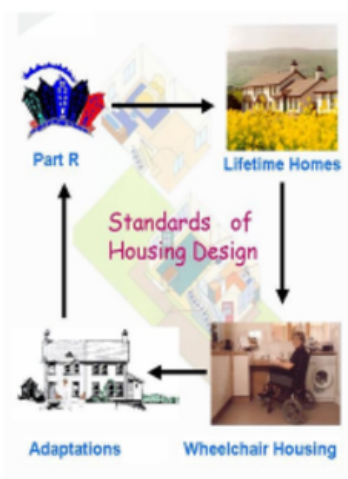 Part R
Lifetime Homes
Standards of
Housing Design
Adaptations
Wheelchair Housing